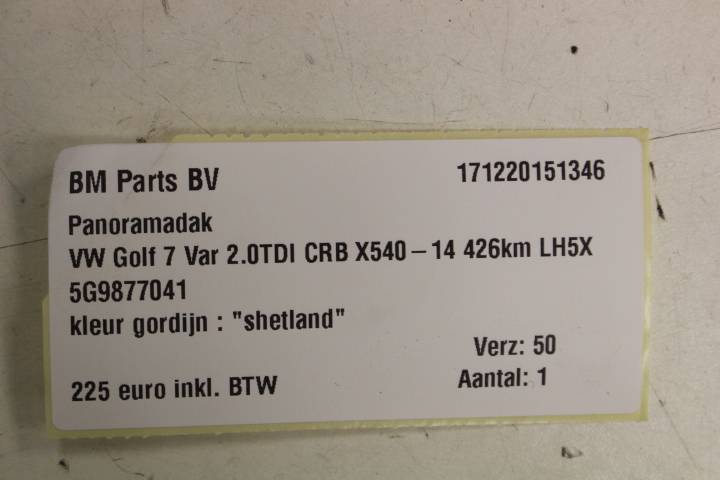 BM Parts BV 171220151346
Panoramadak
VW Golf 7 Var 2.0TDI CRB X540–14 426km LH5X
5G9877041
kleur gordijn : "shetland"
Verz: 50
225 euro inkl. BTW Aantal: 1